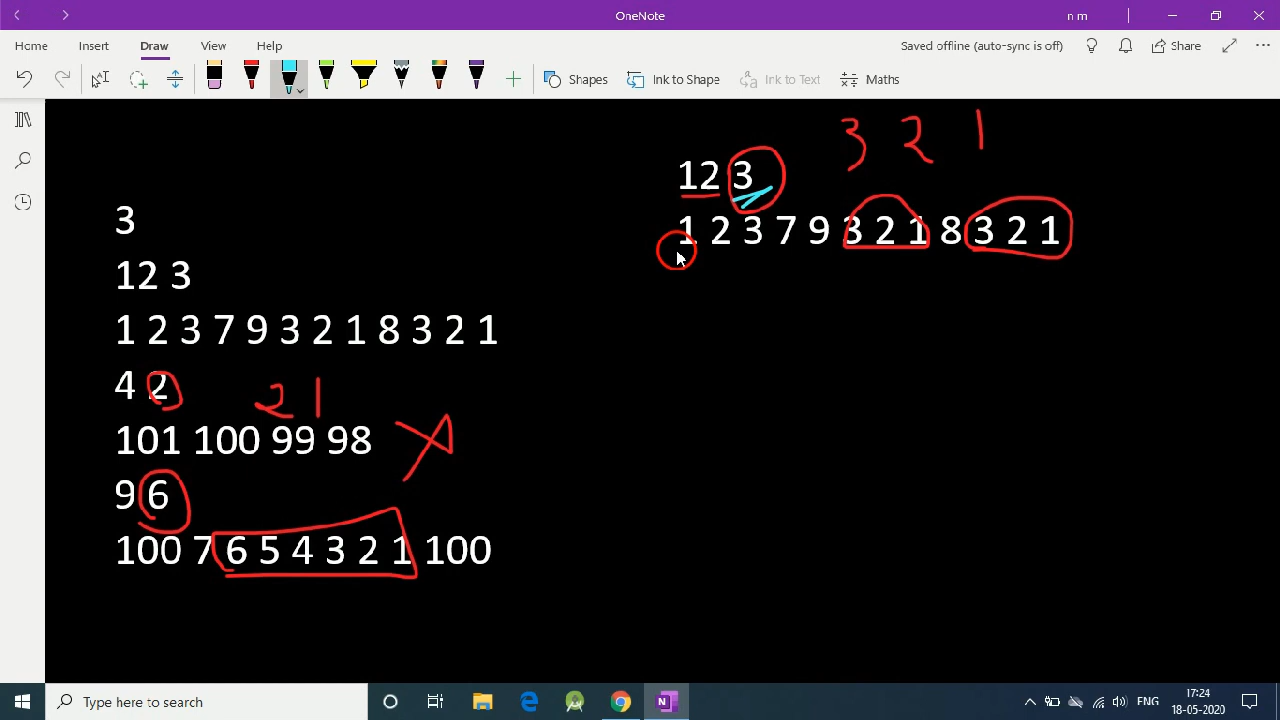 OneNote
n m
Home Insert Draw View Help
Saved offline (auto-sync is off)
Share
Shapes
Ink to Shape
Ink to Text
Maths
3 2 1
12 3
1 2 3 7 9 3 2 1 8 3 2 1
3
12 3
1 2 3 7 9 3 2 1 8 3 2 1
4 2
2 1
101 100 99 98
9 6
100 7 6 5 4 3 2 1 100
Type here to search
ENG
17:24
18-05-2020